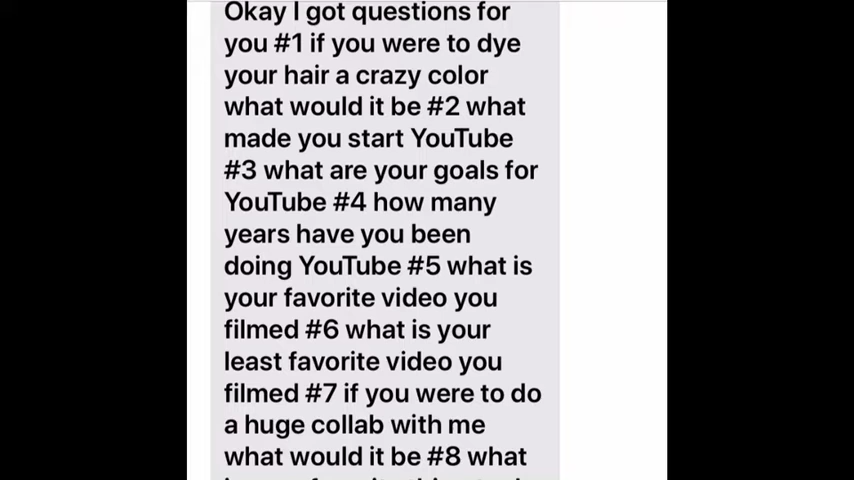 Okay I got questions for
you #1 if you were to dye
your hair a crazy color
what would it be #2 what
made you start YouTube
#3 what are your goals for
YouTube #4 how many
years have you been
doing YouTube #5 what is
your favorite video you
filmed #6 what is your
least favorite video you
filmed #7 if you were to do
a huge collab with me
what would it be #8 what